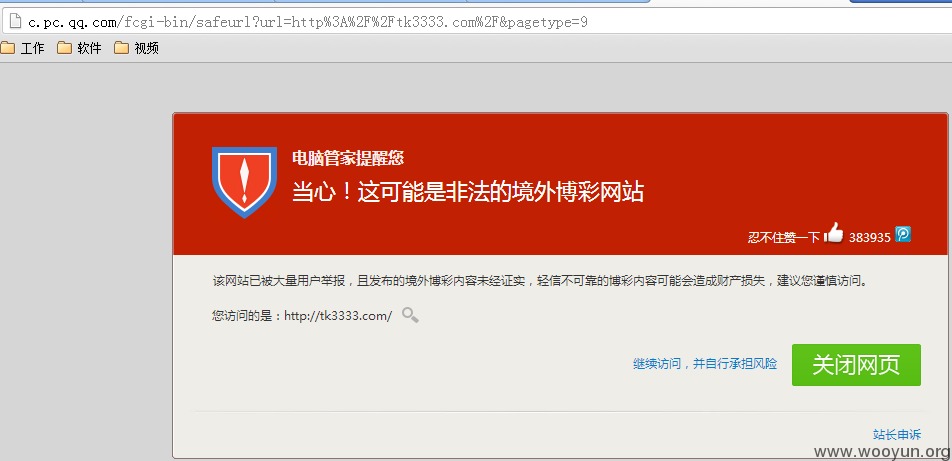 c.pc.qq.com/fcgi-bin/safeurl?url=http%3A%2F%2Ftk3333.com%2F&pagetype=9
工作 软件 视频
电脑管家提醒您
当心！这可能是非法的境外博彩网站
忍不住赞一下 383935
该网站已被大量用户举报，且发布的境外博彩内容未经证实，轻信不可靠的博彩内容可能会造成财产损失，建议您谨慎访问。
您访问的是：http://tk3333.com/
继续访问，并自行承担风险 关闭网页
站长申诉
www.wooyun.org